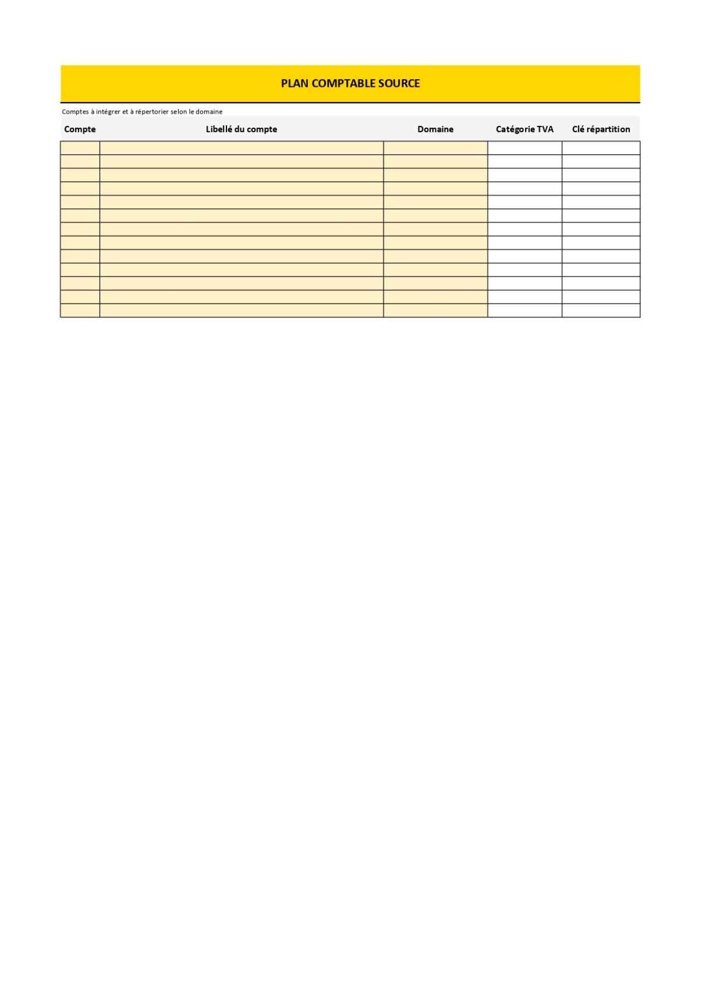 PLAN COMPTABLE SOURCE
Comptes à intégrer et à répertorier selon le domaine
Compte Libellé du compte Domaine Catégorie TVA Clé répartition